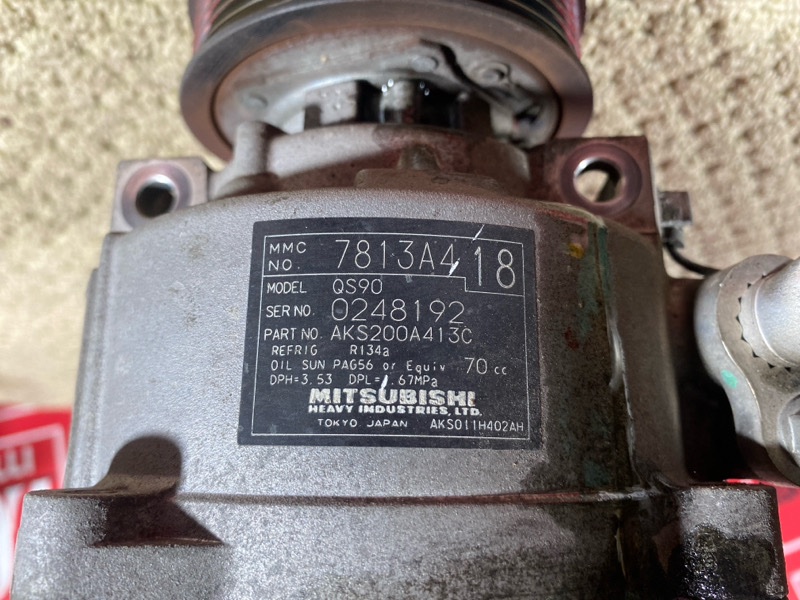 MMC NO. 7813A418
MODEL QS90
SER NO. 0248192
PART NO. AKS200A413C
REFRIG R134a
OIL SUN PAG56 or Equiv 70 cc
DPH=3.53 DPL=1.67MPa
MITSUBISHI
HEAVY INDUSTRIES, LTD.
TOKYO JAPAN AKS011H402AH